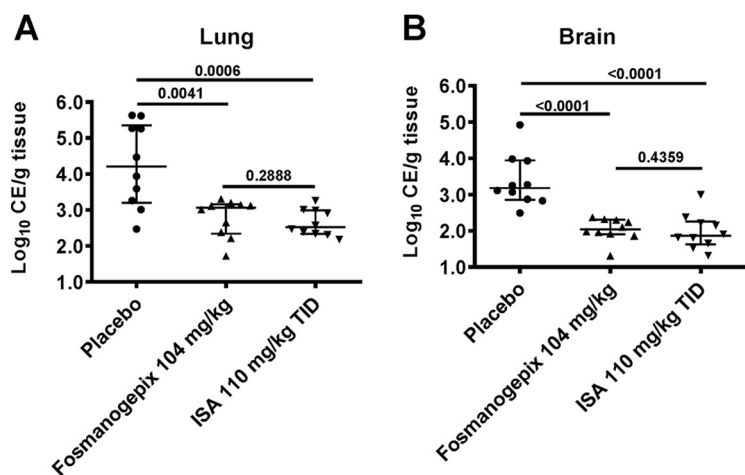 A
Lung
0.0006
0.0041
0.2888
Log10 CE/g tissue
6.0
5.0
4.0
3.0
2.0
1.0
Placebo
Fosmanogepix 104 mg/kg
ISA 110 mg/kg TID
B
Brain
<0.0001
<0.0001
0.4359
Log10 CE/g tissue
6.0
5.0
4.0
3.0
2.0
1.0
Placebo
Fosmanogepix 104 mg/kg
ISA 110 mg/kg TID